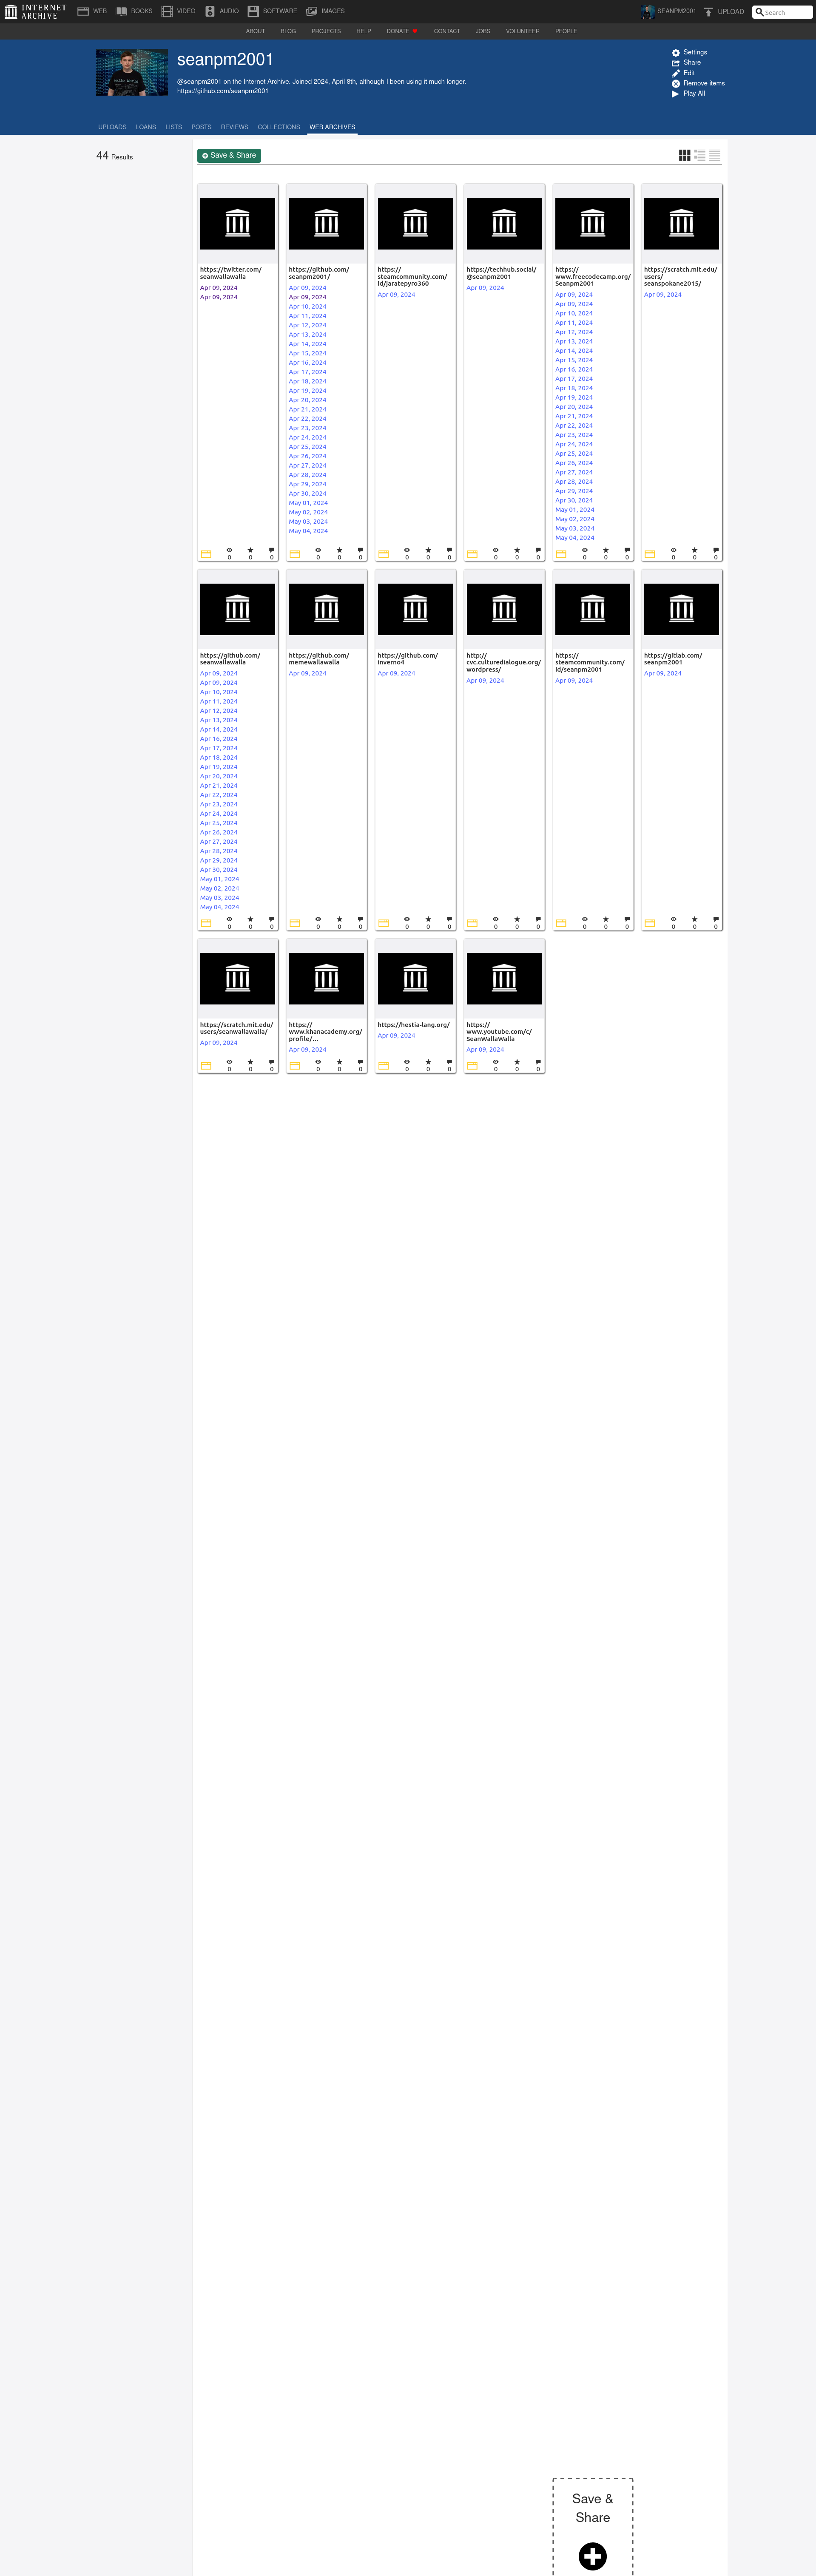 INTERNET ARCHIVE
WEB
BOOKS
VIDEO
AUDIO
SOFTWARE
IMAGES
SEANPM2001
UPLOAD
Search
ABOUT
BLOG
PROJECTS
HELP
DONATE
CONTACT
JOBS
VOLUNTEER
PEOPLE
seanpm2001
@seanpm2001 on the Internet Archive. Joined 2024, April 8th, although I been using it much longer.
https://github.com/seanpm2001
Settings
Share
Edit
Remove items
Play All
UPLOADS
LOANS
LISTS
POSTS
REVIEWS
COLLECTIONS
WEB ARCHIVES
44 Results
Save & Share
https://twitter.com/
seanwallawalla
Apr 09, 2024
Apr 09, 2024
0 0 0
https://github.com/
seanpm2001/
Apr 09, 2024
Apr 09, 2024
Apr 10, 2024
Apr 11, 2024
Apr 12, 2024
Apr 13, 2024
Apr 14, 2024
Apr 15, 2024
Apr 16, 2024
Apr 17, 2024
Apr 18, 2024
Apr 19, 2024
Apr 20, 2024
Apr 21, 2024
Apr 22, 2024
Apr 23, 2024
Apr 24, 2024
Apr 25, 2024
Apr 26, 2024
Apr 27, 2024
Apr 28, 2024
Apr 29, 2024
Apr 30, 2024
May 01, 2024
May 02, 2024
May 03, 2024
May 04, 2024
0 0 0
https://
steamcommunity.com/
id/jaratepyro360
Apr 09, 2024
0 0 0
https://techhub.social/
@seanpm2001
Apr 09, 2024
0 0 0
https://
www.freecodecamp.org/
Seanpm2001
Apr 09, 2024
Apr 09, 2024
Apr 10, 2024
Apr 11, 2024
Apr 12, 2024
Apr 13, 2024
Apr 14, 2024
Apr 15, 2024
Apr 16, 2024
Apr 17, 2024
Apr 18, 2024
Apr 19, 2024
Apr 20, 2024
Apr 21, 2024
Apr 22, 2024
Apr 23, 2024
Apr 24, 2024
Apr 25, 2024
Apr 26, 2024
Apr 27, 2024
Apr 28, 2024
Apr 29, 2024
Apr 30, 2024
May 01, 2024
May 02, 2024
May 03, 2024
May 04, 2024
0 0 0
https://scratch.mit.edu/
users/
seanspokane2015/
Apr 09, 2024
0 0 0
https://github.com/
seanwallawalla
Apr 09, 2024
Apr 09, 2024
Apr 10, 2024
Apr 11, 2024
Apr 12, 2024
Apr 13, 2024
Apr 14, 2024
Apr 16, 2024
Apr 17, 2024
Apr 18, 2024
Apr 19, 2024
Apr 20, 2024
Apr 21, 2024
Apr 22, 2024
Apr 23, 2024
Apr 24, 2024
Apr 25, 2024
Apr 26, 2024
Apr 27, 2024
Apr 28, 2024
Apr 29, 2024
Apr 30, 2024
May 01, 2024
May 02, 2024
May 03, 2024
May 04, 2024
0 0 0
https://github.com/
memewallawalla
Apr 09, 2024
0 0 0
https://github.com/
inverno4
Apr 09, 2024
0 0 0
http://
cvc.culturedialogue.org/
wordpress/
Apr 09, 2024
0 0 0
https://
steamcommunity.com/
id/seanpm2001
Apr 09, 2024
0 0 0
https://gitlab.com/
seanpm2001
Apr 09, 2024
0 0 0
https://scratch.mit.edu/
users/seanwallawalla/
Apr 09, 2024
0 0 0
https://
www.khanacademy.org/
profile/...
Apr 09, 2024
0 0 0
https://hestia-lang.org/
Apr 09, 2024
0 0 0
https://
www.youtube.com/c/
SeanWallaWalla
Apr 09, 2024
0 0 0
Save &
Share